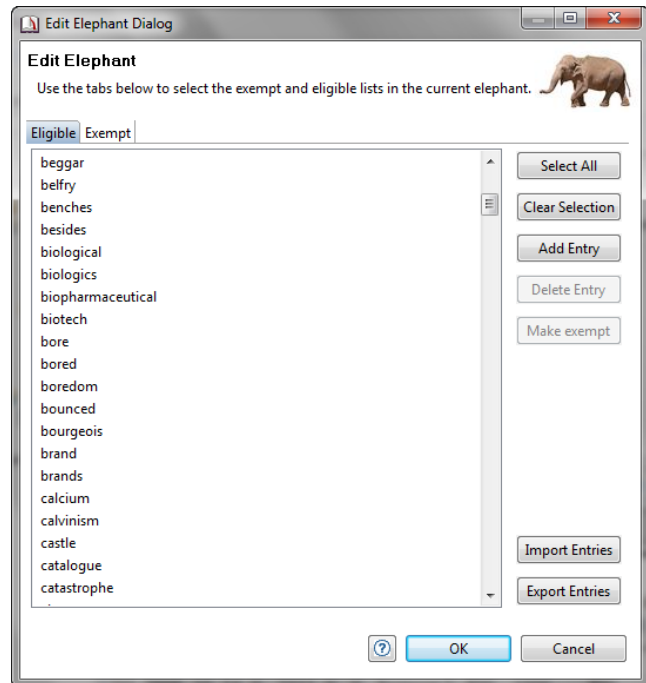 Edit Elephant Dialog
Edit Elephant
Use the tabs below to select the exempt and eligible lists in the current elephant.
Eligible Exempt
beggar
belfry
benches
besides
biological
biologics
biopharmaceutical
biotech
bore
bored
boredom
bounced
bourgeois
brand
brands
calcium
calvinism
castle
catalogue
catastrophe
Select All
Clear Selection
Add Entry
Delete Entry
Make exempt
Import Entries
Export Entries
? OK Cancel